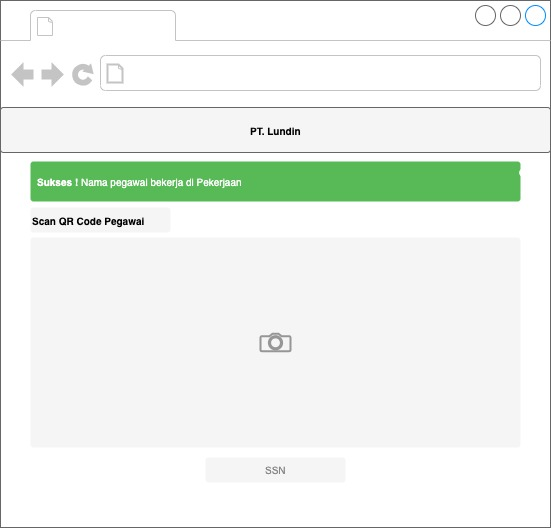 PT. Lundin
Sukses ! Nama pegawai bekerja di Pekerjaan
Scan QR Code Pegawai
SSN